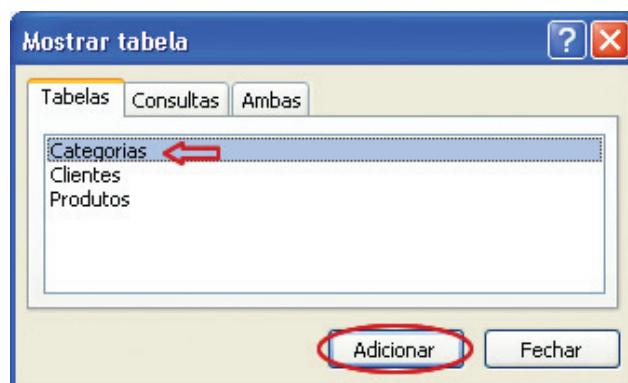 Mostrar tabela
Tabelas Consultas Ambas
Categorias
Clientes
Produtos
Adicionar Fechar